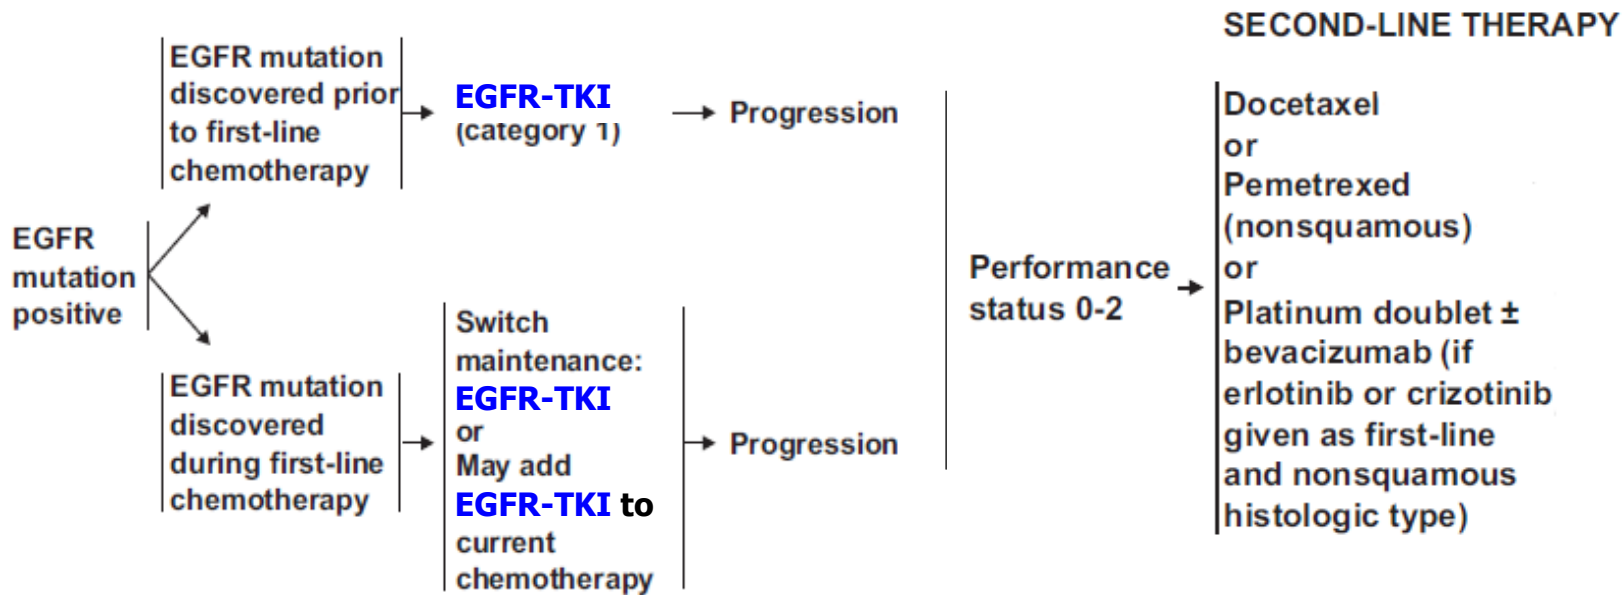 SECOND-LINE THERAPY
EGFR mutation
discovered prior
to first-line
chemotherapy
EGFR-TKI
(category 1)
Progression
EGFR
mutation
positive
EGFR mutation
discovered
during first-line
chemotherapy
Switch
maintenance:
EGFR-TKI
or
May add
EGFR-TKI to
current
chemotherapy
Progression
Performance
status 0-2
Docetaxel
or
Pemetrexed
(nonsquamous)
or
Platinum doublet ±
bevacizumab (if
erlotinib or crizotinib
given as first-line
and nonsquamous
histologic type)